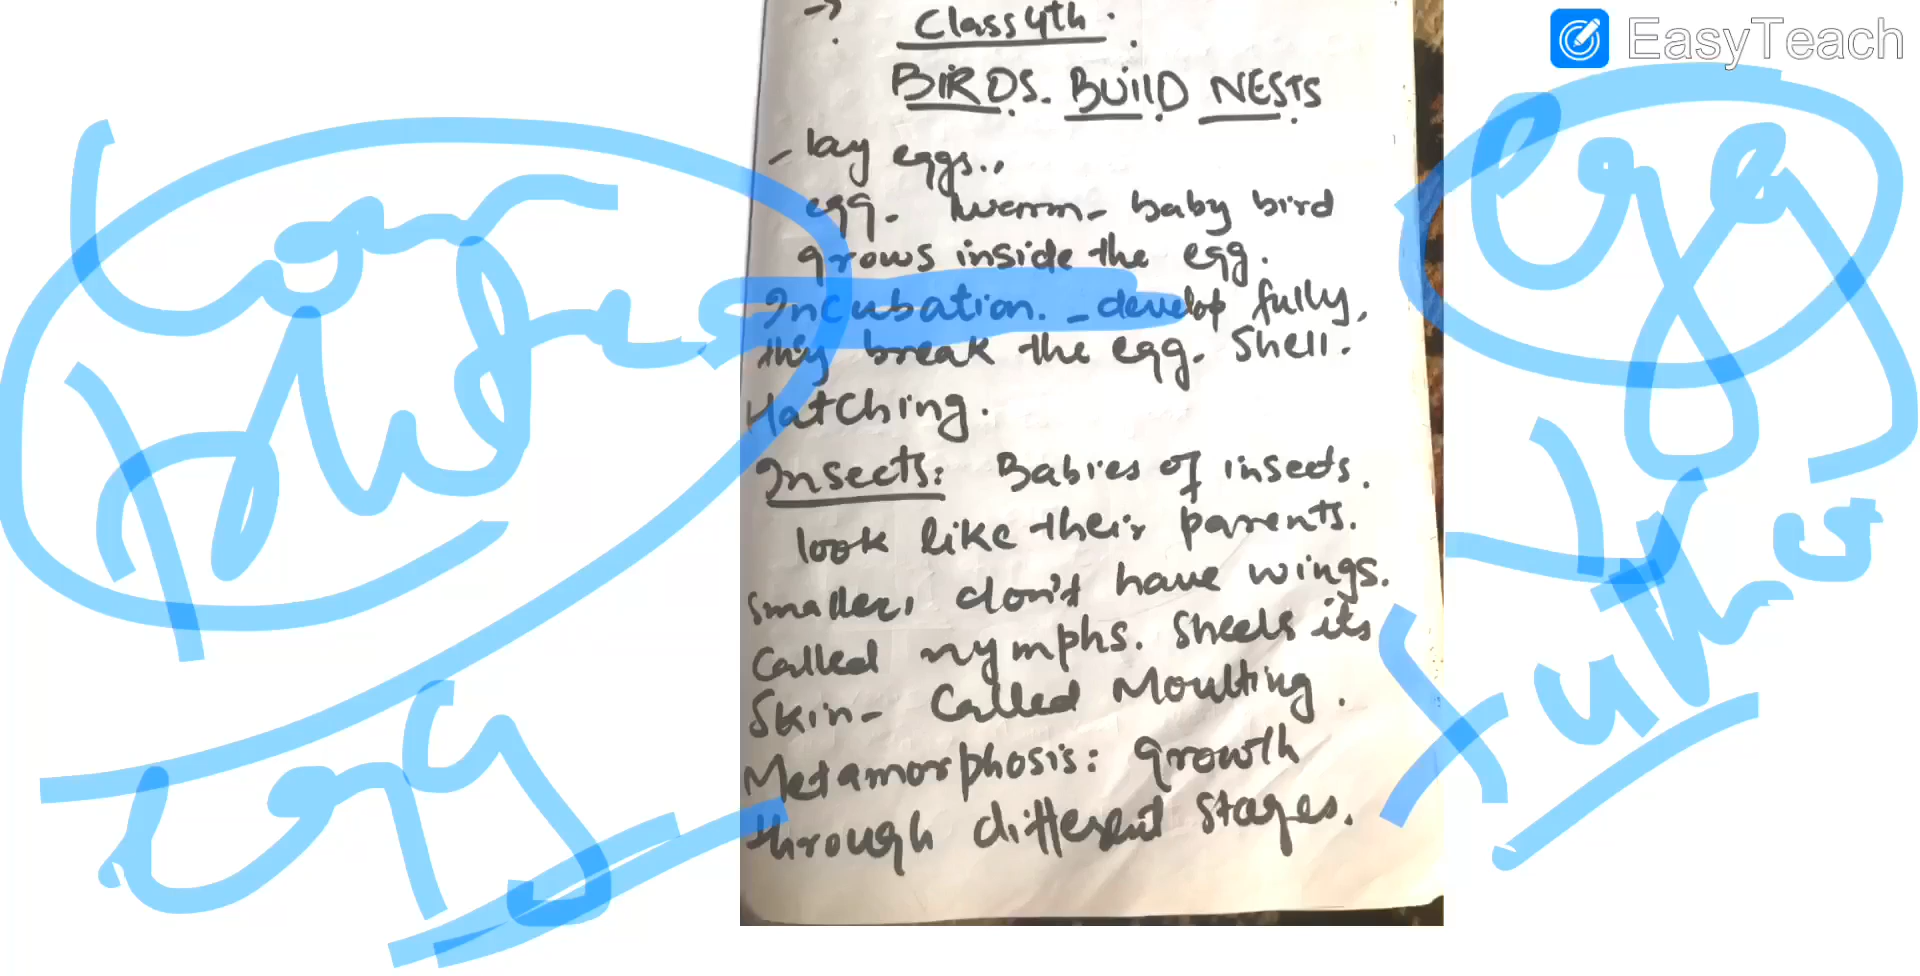 Class 4th.
BIRDS. BUILD NESTS
- lay eggs..
egg. warm - baby bird
grows inside the egg.
Incubation. - develop fully,
they break the egg. Shell.
Hatching.
Insects: Babies of insects.
look like their parents.
smaller, don't have wings.
Called nymphs. Sheds its
Skin - Called Moulting.
Metamorphosis: growth
through different stages.
EasyTeach
egg
egg